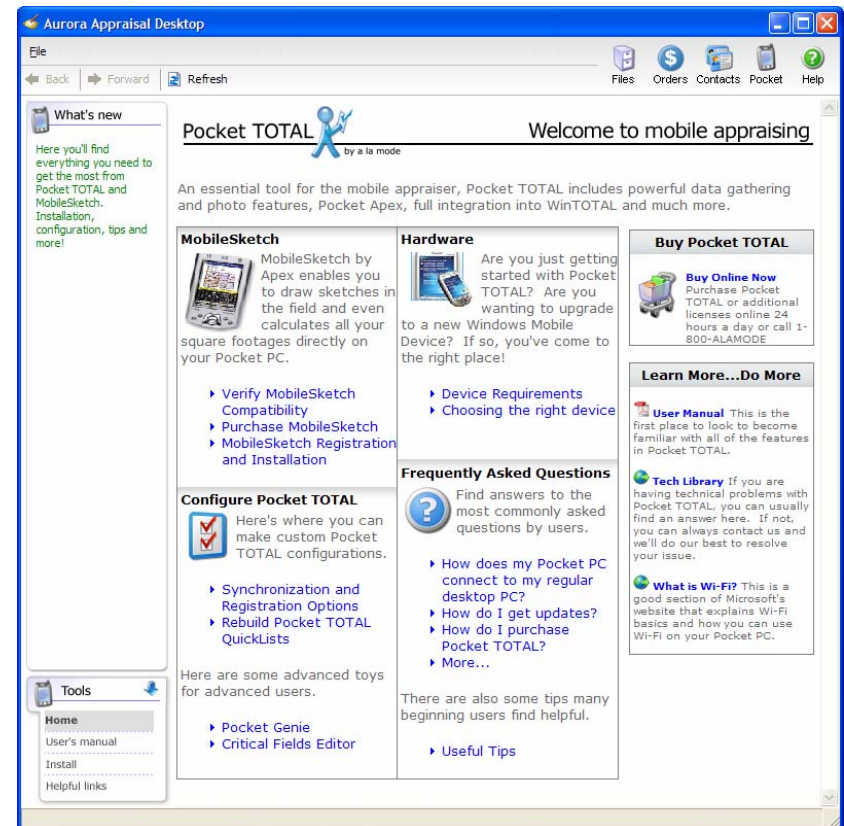 Aurora Appraisal Desktop
File
Back
Forward
Refresh
Files
Orders
Contacts
Pocket
Help
What's new
Here you'll find
everything you need to
get the most from
Pocket TOTAL and
MobileSketch.
Installation,
configuration, tips and
more!
Pocket TOTAL
by a la mode
Welcome to mobile appraising
An essential tool for the mobile appraiser, Pocket TOTAL includes powerful data gathering
and photo features, Pocket Apex, full integration into WinTOTAL and much more.
MobileSketch
MobileSketch by
Apex enables you
to draw sketches in
the field and even
calculates all your
square footages directly on
your Pocket PC.
Verify MobileSketch
Compatibility
Purchase MobileSketch
MobileSketch Registration
and Installation
Configure Pocket TOTAL
Here's where you can
make custom Pocket
TOTAL configurations.
Synchronization and
Registration Options
Rebuild Pocket TOTAL
QuickLists
Here are some advanced toys
for advanced users.
Pocket Genie
Critical Fields Editor
Hardware
Are you just getting
started with Pocket
TOTAL? Are you
wanting to upgrade
to a new Windows Mobile
Device? If so, you've come to
the right place!
Device Requirements
Choosing the right device
Frequently Asked Questions
Find answers to the
most commonly asked
questions by users.
How does my Pocket PC
connect to my regular
desktop PC?
How do I get updates?
How do I purchase
Pocket TOTAL?
More...
There are also some tips many
beginning users find helpful.
Useful Tips
Buy Pocket TOTAL
Buy Online Now
Purchase Pocket
TOTAL or additional
licenses online 24
hours a day or call 1-
800-ALAMODE
Learn More...Do More
User Manual This is the
first place to look to become
familiar with all of the features
in Pocket TOTAL.
Tech Library If you are
having technical problems with
Pocket TOTAL, you can usually
find an answer here. If not,
you can always contact us and
we'll do our best to resolve
your issue.
What is Wi-Fi? This is a
good section of Microsoft's
website that explains Wi-Fi
basics and how you can use
Wi-Fi on your Pocket PC.
Tools
Home
User's manual
Install
Helpful links